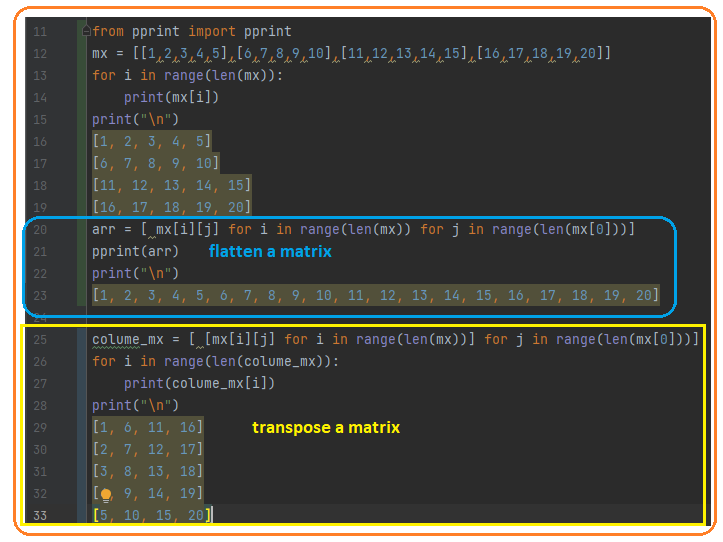 11 from pprint import pprint
12 mx = [[1,2,3,4,5],[6,7,8,9,10],[11,12,13,14,15],[16,17,18,19,20]]
13 for i in range(len(mx)):
14 print(mx[i])
15 print("\n")
16 [1, 2, 3, 4, 5]
17 [6, 7, 8, 9, 10]
18 [11, 12, 13, 14, 15]
19 [16, 17, 18, 19, 20]
20 arr = [ mx[i][j] for i in range(len(mx)) for j in range(len(mx[0]))]
21 pprint(arr) flatten a matrix
22 print("\n")
23 [1, 2, 3, 4, 5, 6, 7, 8, 9, 10, 11, 12, 13, 14, 15, 16, 17, 18, 19, 20]
24
25 colume_mx = [ [mx[i][j] for i in range(len(mx))] for j in range(len(mx[0]))]
26 for i in range(len(colume_mx)):
27 print(colume_mx[i])
28 print("\n")
29 [1, 6, 11, 16] transpose a matrix
30 [2, 7, 12, 17]
31 [3, 8, 13, 18]
32 [ 9, 14, 19]
33 [5, 10, 15, 20]